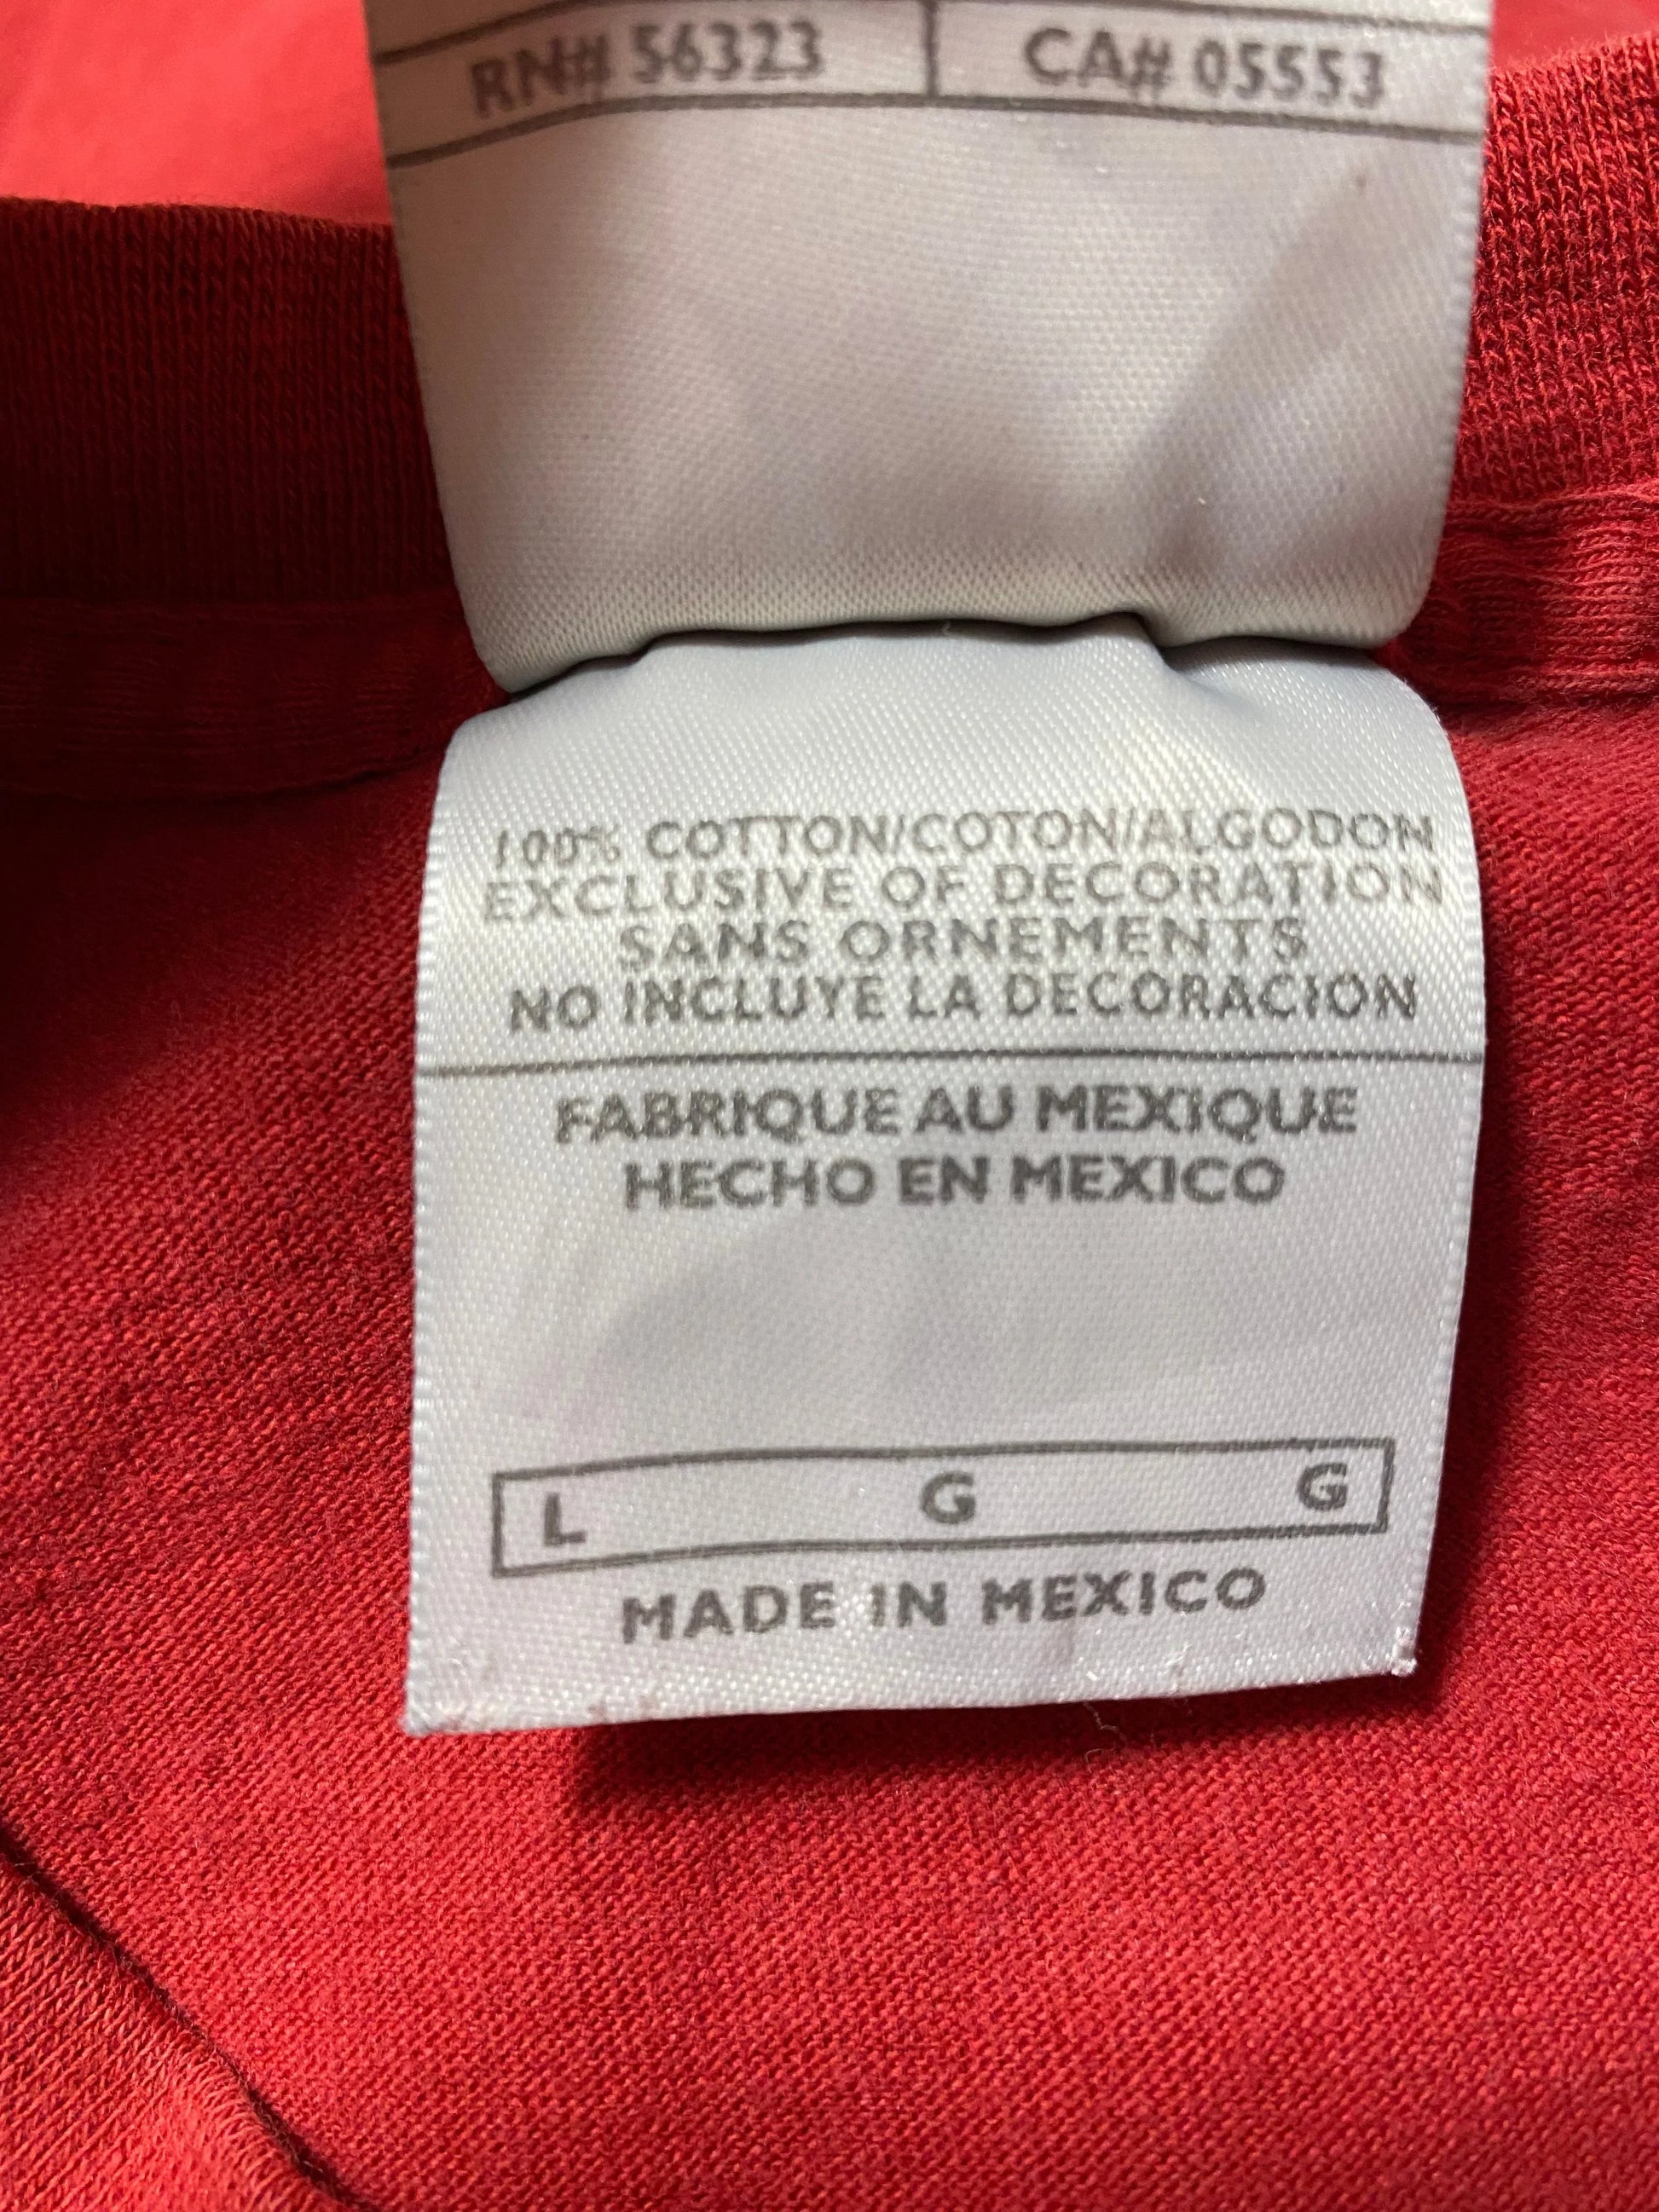 RN# 56323 CA# 05553
100% COTTON/COTON/ALGODON
EXCLUSIVE OF DECORATION
SANS ORNEMENTS
NO INCLUYE LA DECORACION
FABRIQUE AU MEXIQUE
HECHO EN MEXICO
L G G
MADE IN MEXICO